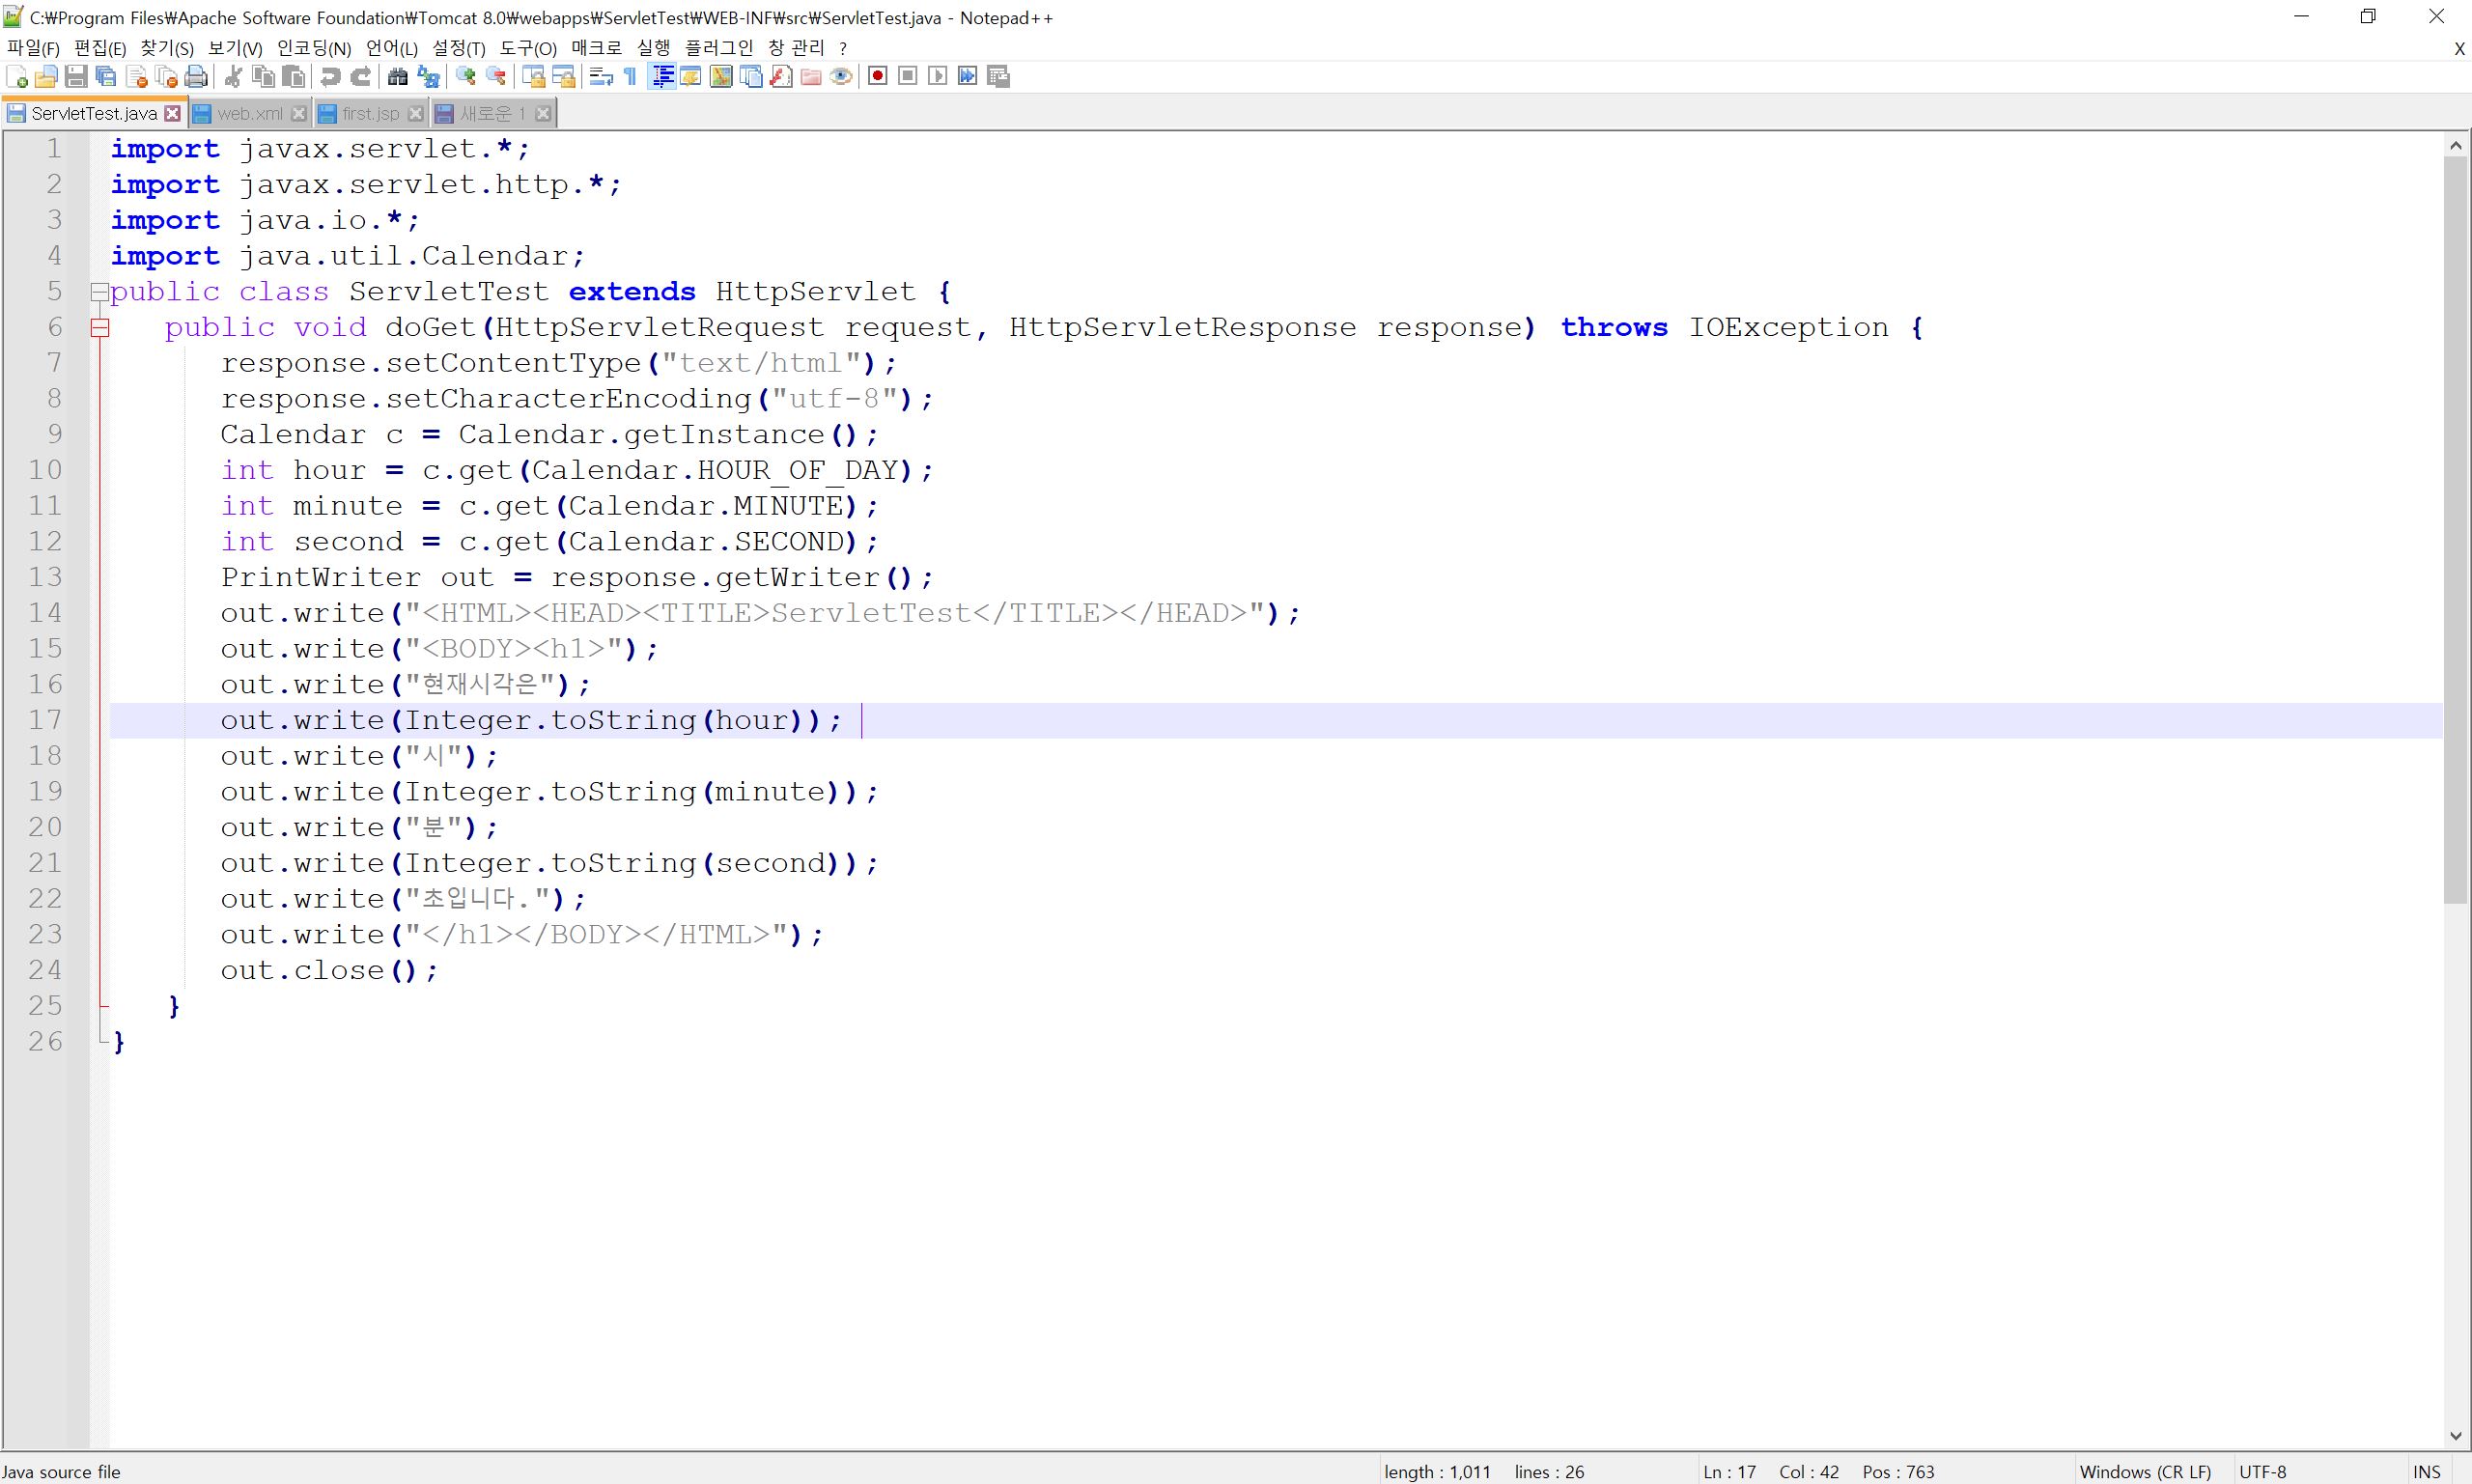 C:₩Program Files₩Apache Software Foundation₩Tomcat 8.0₩webapps₩ServletTest₩WEB-INF₩src₩ServletTest.java - Notepad++
파일(F) 편집(E) 찾기(S) 보기(V) 인코딩(N) 언어(L) 설정(T) 도구(O) 매크로 실행 플러그인 창 관리 ? X
ServletTest.java web.xml first.jsp 새로운 1
1 import javax.servlet.*;
2 import javax.servlet.http.*;
3 import java.io.*;
4 import java.util.Calendar;
5 public class ServletTest extends HttpServlet {
6 public void doGet(HttpServletRequest request, HttpServletResponse response) throws IOException {
7 response.setContentType("text/html");
8 response.setCharacterEncoding("utf-8");
9 Calendar c = Calendar.getInstance();
10 int hour = c.get(Calendar.HOUR_OF_DAY);
11 int minute = c.get(Calendar.MINUTE);
12 int second = c.get(Calendar.SECOND);
13 PrintWriter out = response.getWriter();
14 out.write("<HTML><HEAD><TITLE>ServletTest</TITLE></HEAD>");
15 out.write("<BODY><h1>");
16 out.write("현재시각은");
17 out.write(Integer.toString(hour));
18 out.write("시");
19 out.write(Integer.toString(minute));
20 out.write("분");
21 out.write(Integer.toString(second));
22 out.write("초입니다.");
23 out.write("</h1></BODY></HTML>");
24 out.close();
25 }
26 }
Java source file length : 1,011 lines : 26 Ln : 17 Col : 42 Pos : 763 Windows (CR LF) UTF-8 INS